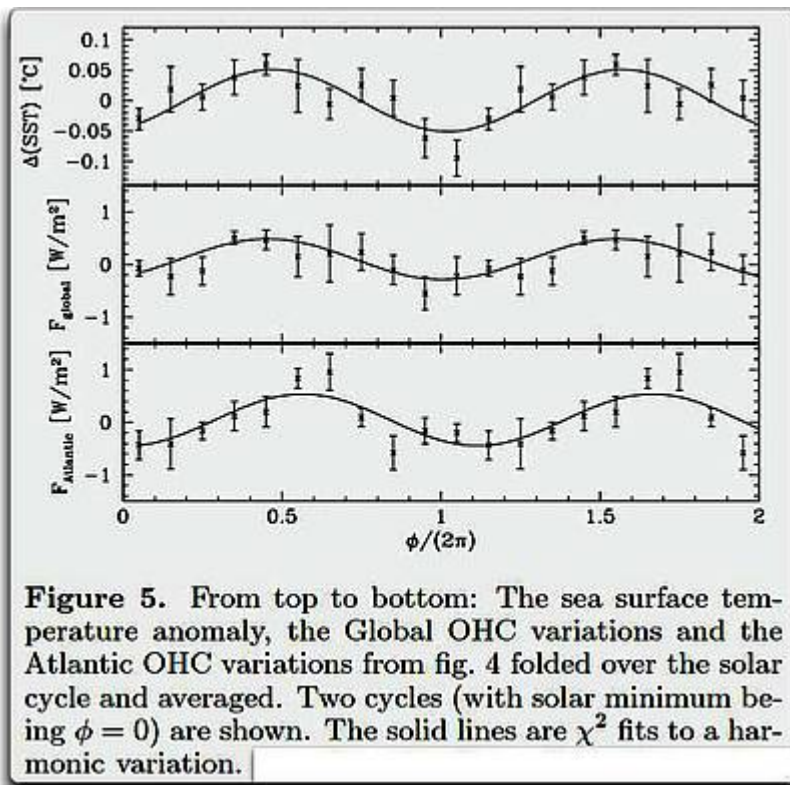 0.1
0.05
0
−0.05
−0.1
Δ(SST) [°C]
1
0
−1
F_global [W/m²]
1
0
−1
F_Atlantic [W/m²]
0 0.5 1 1.5 2
ϕ/(2π)
Figure 5. From top to bottom: The sea surface tem-
perature anomaly, the Global OHC variations and the
Atlantic OHC variations from fig. 4 folded over the solar
cycle and averaged. Two cycles (with solar minimum be-
ing ϕ = 0) are shown. The solid lines are χ² fits to a har-
monic variation.